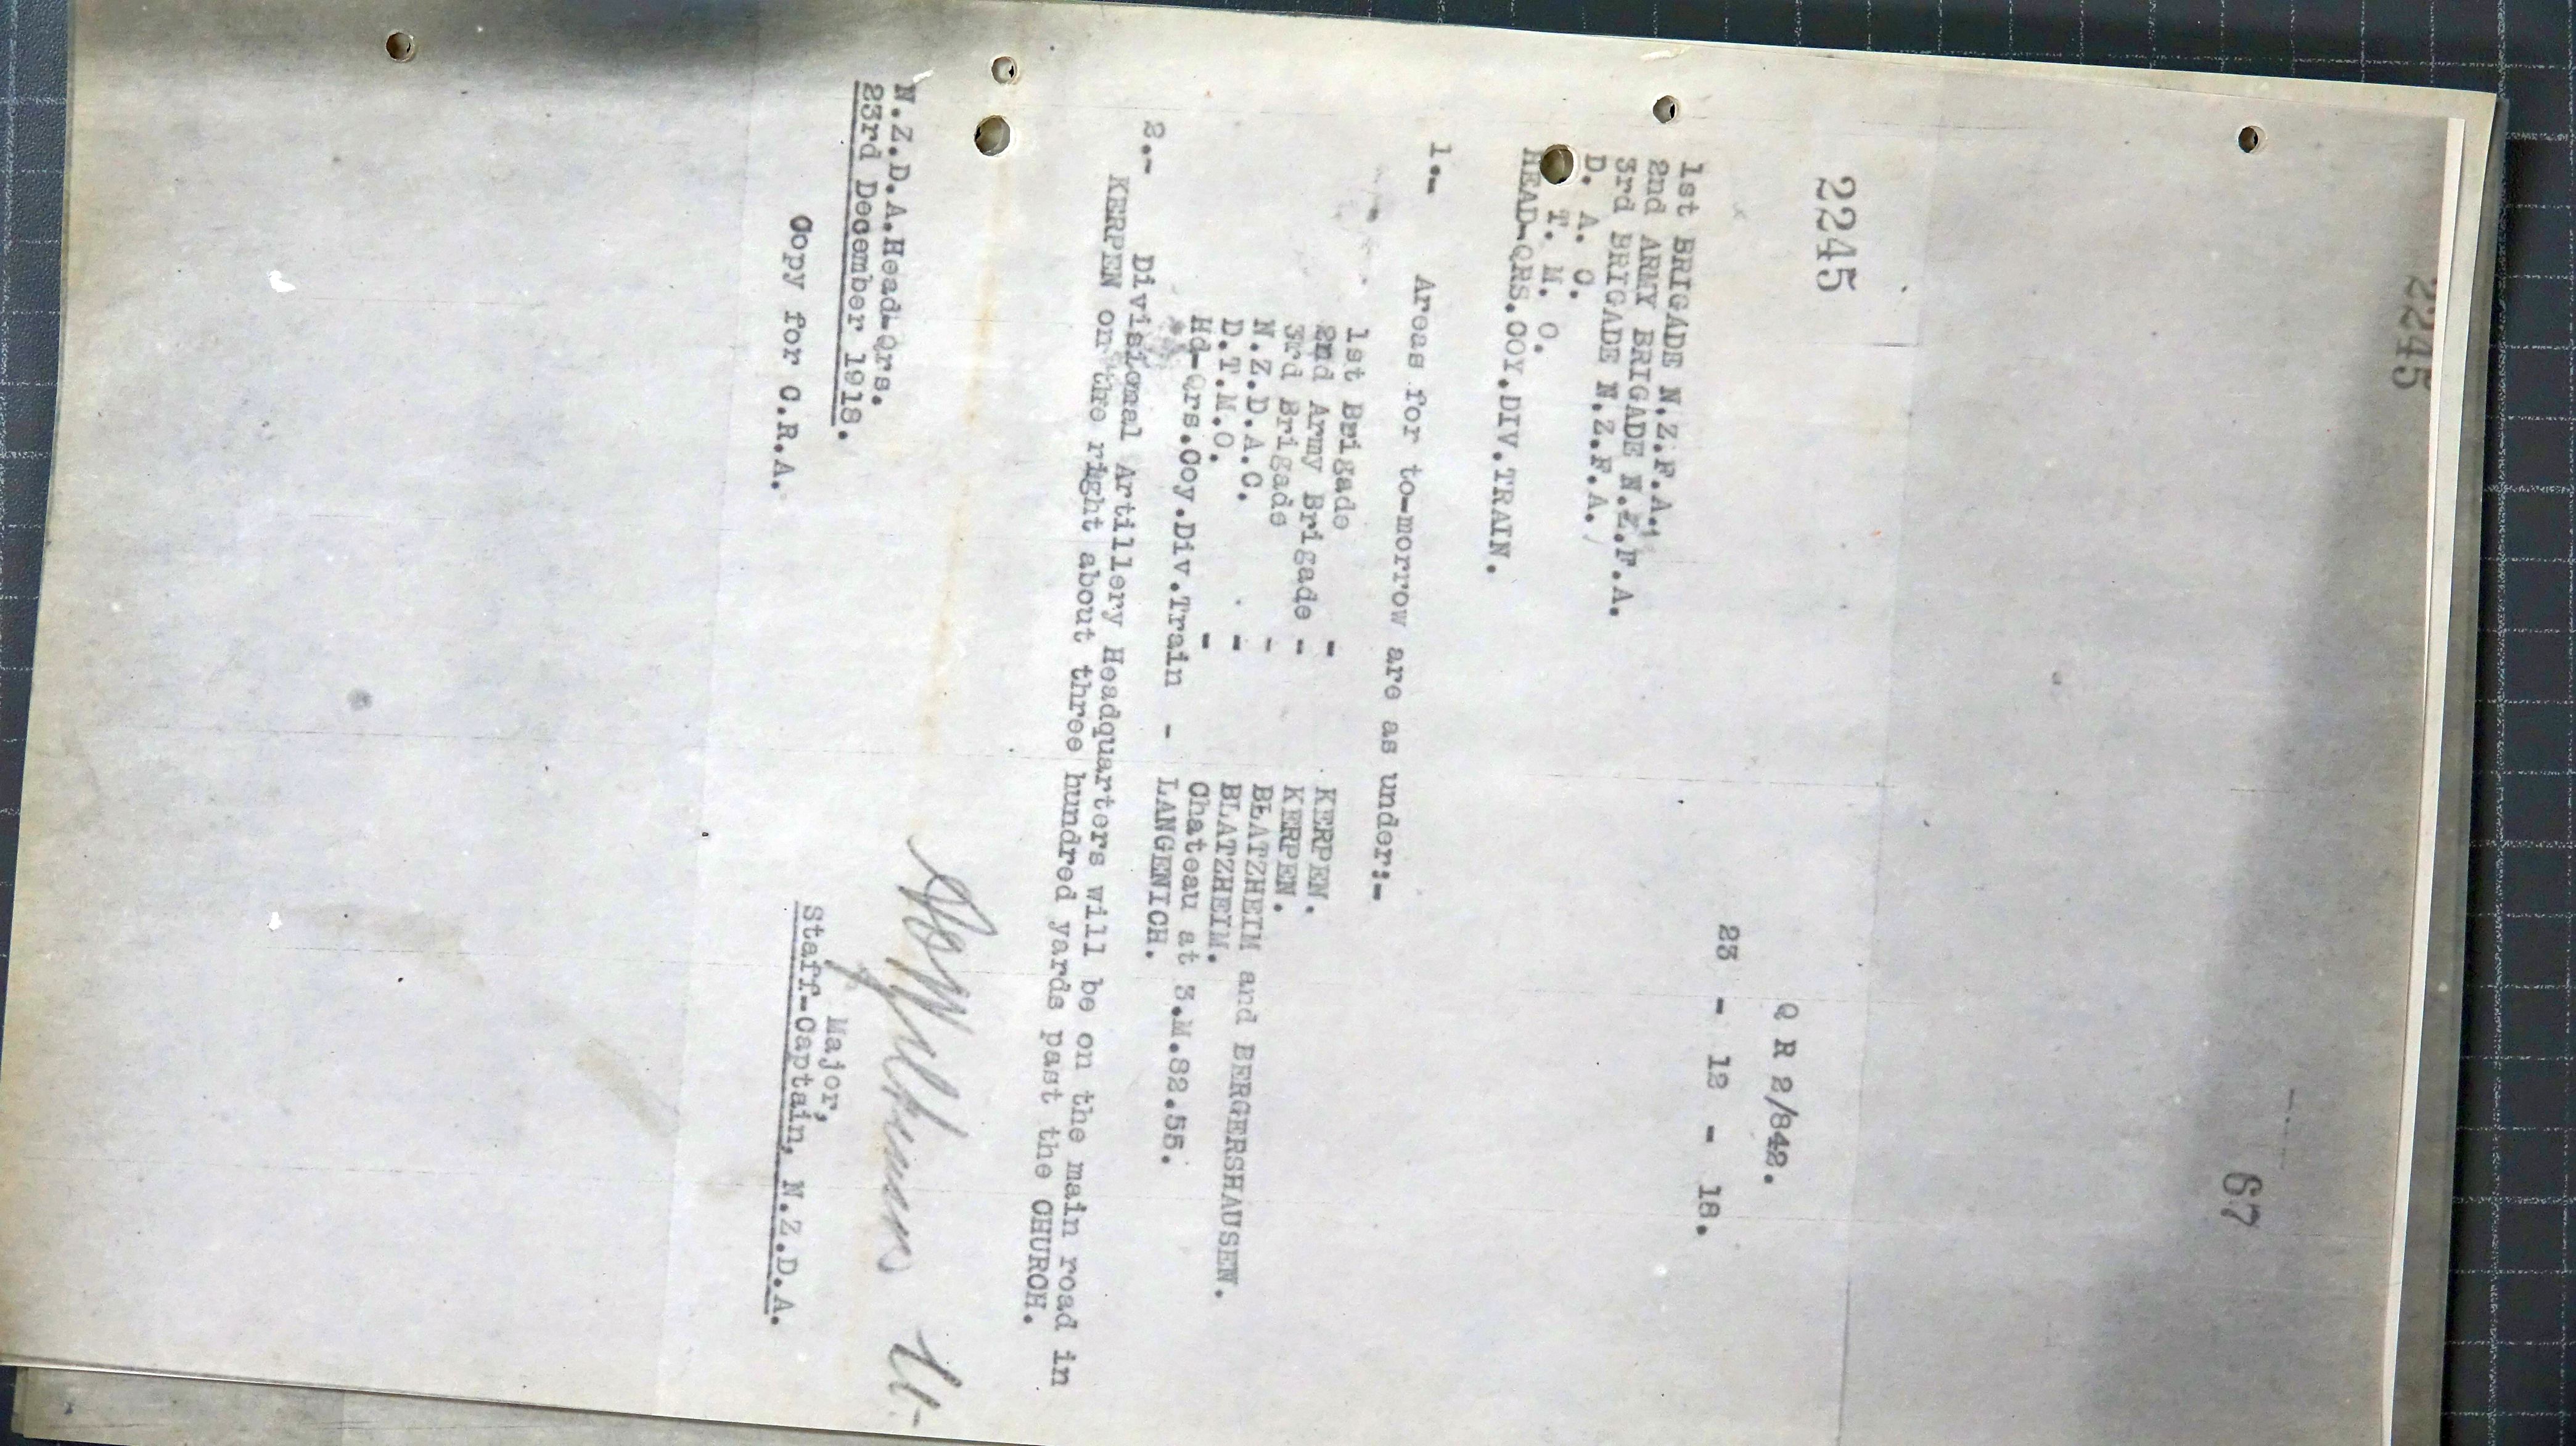 2245
67
2245
Q R 2/842.
23 - 12 - 18.
1st BRIGADE N.Z.F.A.
2nd ARMY BRIGADE N.Z.F.A.
3rd BRIGADE N.Z.F.A.
D. A. C.
T. M. O.
HEAD-QRS.COY.DIV.TRAIN.
1.- Areas for to-morrow are as under:-
1st Brigade - KERPEN.
2nd Army Brigade - KERPEN.
3rd Brigade - BLATZHEIM and BERGERSHAUSEN.
N.Z.D.A.C. - BLATZHEIM.
D.T.M.O. - Chateau at 3.M.82.55.
Hd-Qrs.Coy.Div.Train - LANGENICH.
2.- Divisional Artillery Headquarters will be on the main road in
KERPEN on the right about three hundred yards past the CHURCH.
N.Z.D.A.Head-Qrs.
23rd December 1918.
Major,
Staff-Captain, N.Z.D.A.
Copy for C.R.A.